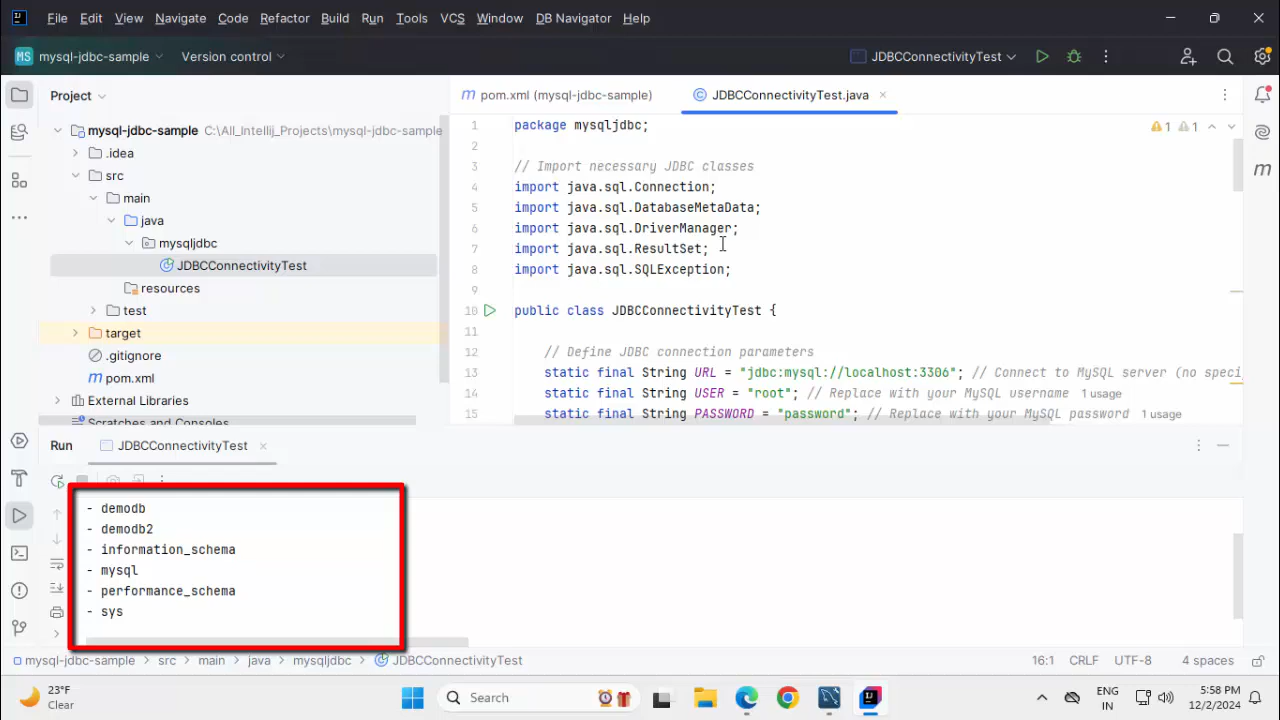 File Edit View Navigate Code Refactor Build Run Tools VCS Window DB Navigator Help
MS mysql-jdbc-sample Version control JDBCConnectivityTest
Project
mysql-jdbc-sample C:\All_Intellij_Projects\mysql-jdbc-sample
.idea
src
main
java
mysqljdbc
JDBCConnectivityTest
resources
test
target
.gitignore
pom.xml
External Libraries
Scratches and Consoles
pom.xml (mysql-jdbc-sample) JDBCConnectivityTest.java
1 package mysqljdbc; 1 1
2
3 // Import necessary JDBC classes
4 import java.sql.Connection;
5 import java.sql.DatabaseMetaData;
6 import java.sql.DriverManager;
7 import java.sql.ResultSet;
8 import java.sql.SQLException;
9
10 public class JDBCConnectivityTest {
11
12 // Define JDBC connection parameters
13 static final String URL = "jdbc:mysql://localhost:3306"; // Connect to MySQL server (no speci
14 static final String USER = "root"; // Replace with your MySQL username 1 usage
15 static final String PASSWORD = "password"; // Replace with your MySQL password 1 usage
Run JDBCConnectivityTest
- demodb
- demodb2
- information_schema
- mysql
- performance_schema
- sys
mysql-jdbc-sample > src > main > java > mysqljdbc > JDBCConnectivityTest 16:1 CRLF UTF-8 4 spaces
23°F
Clear
Search
ENG
IN
5:58 PM
12/2/2024